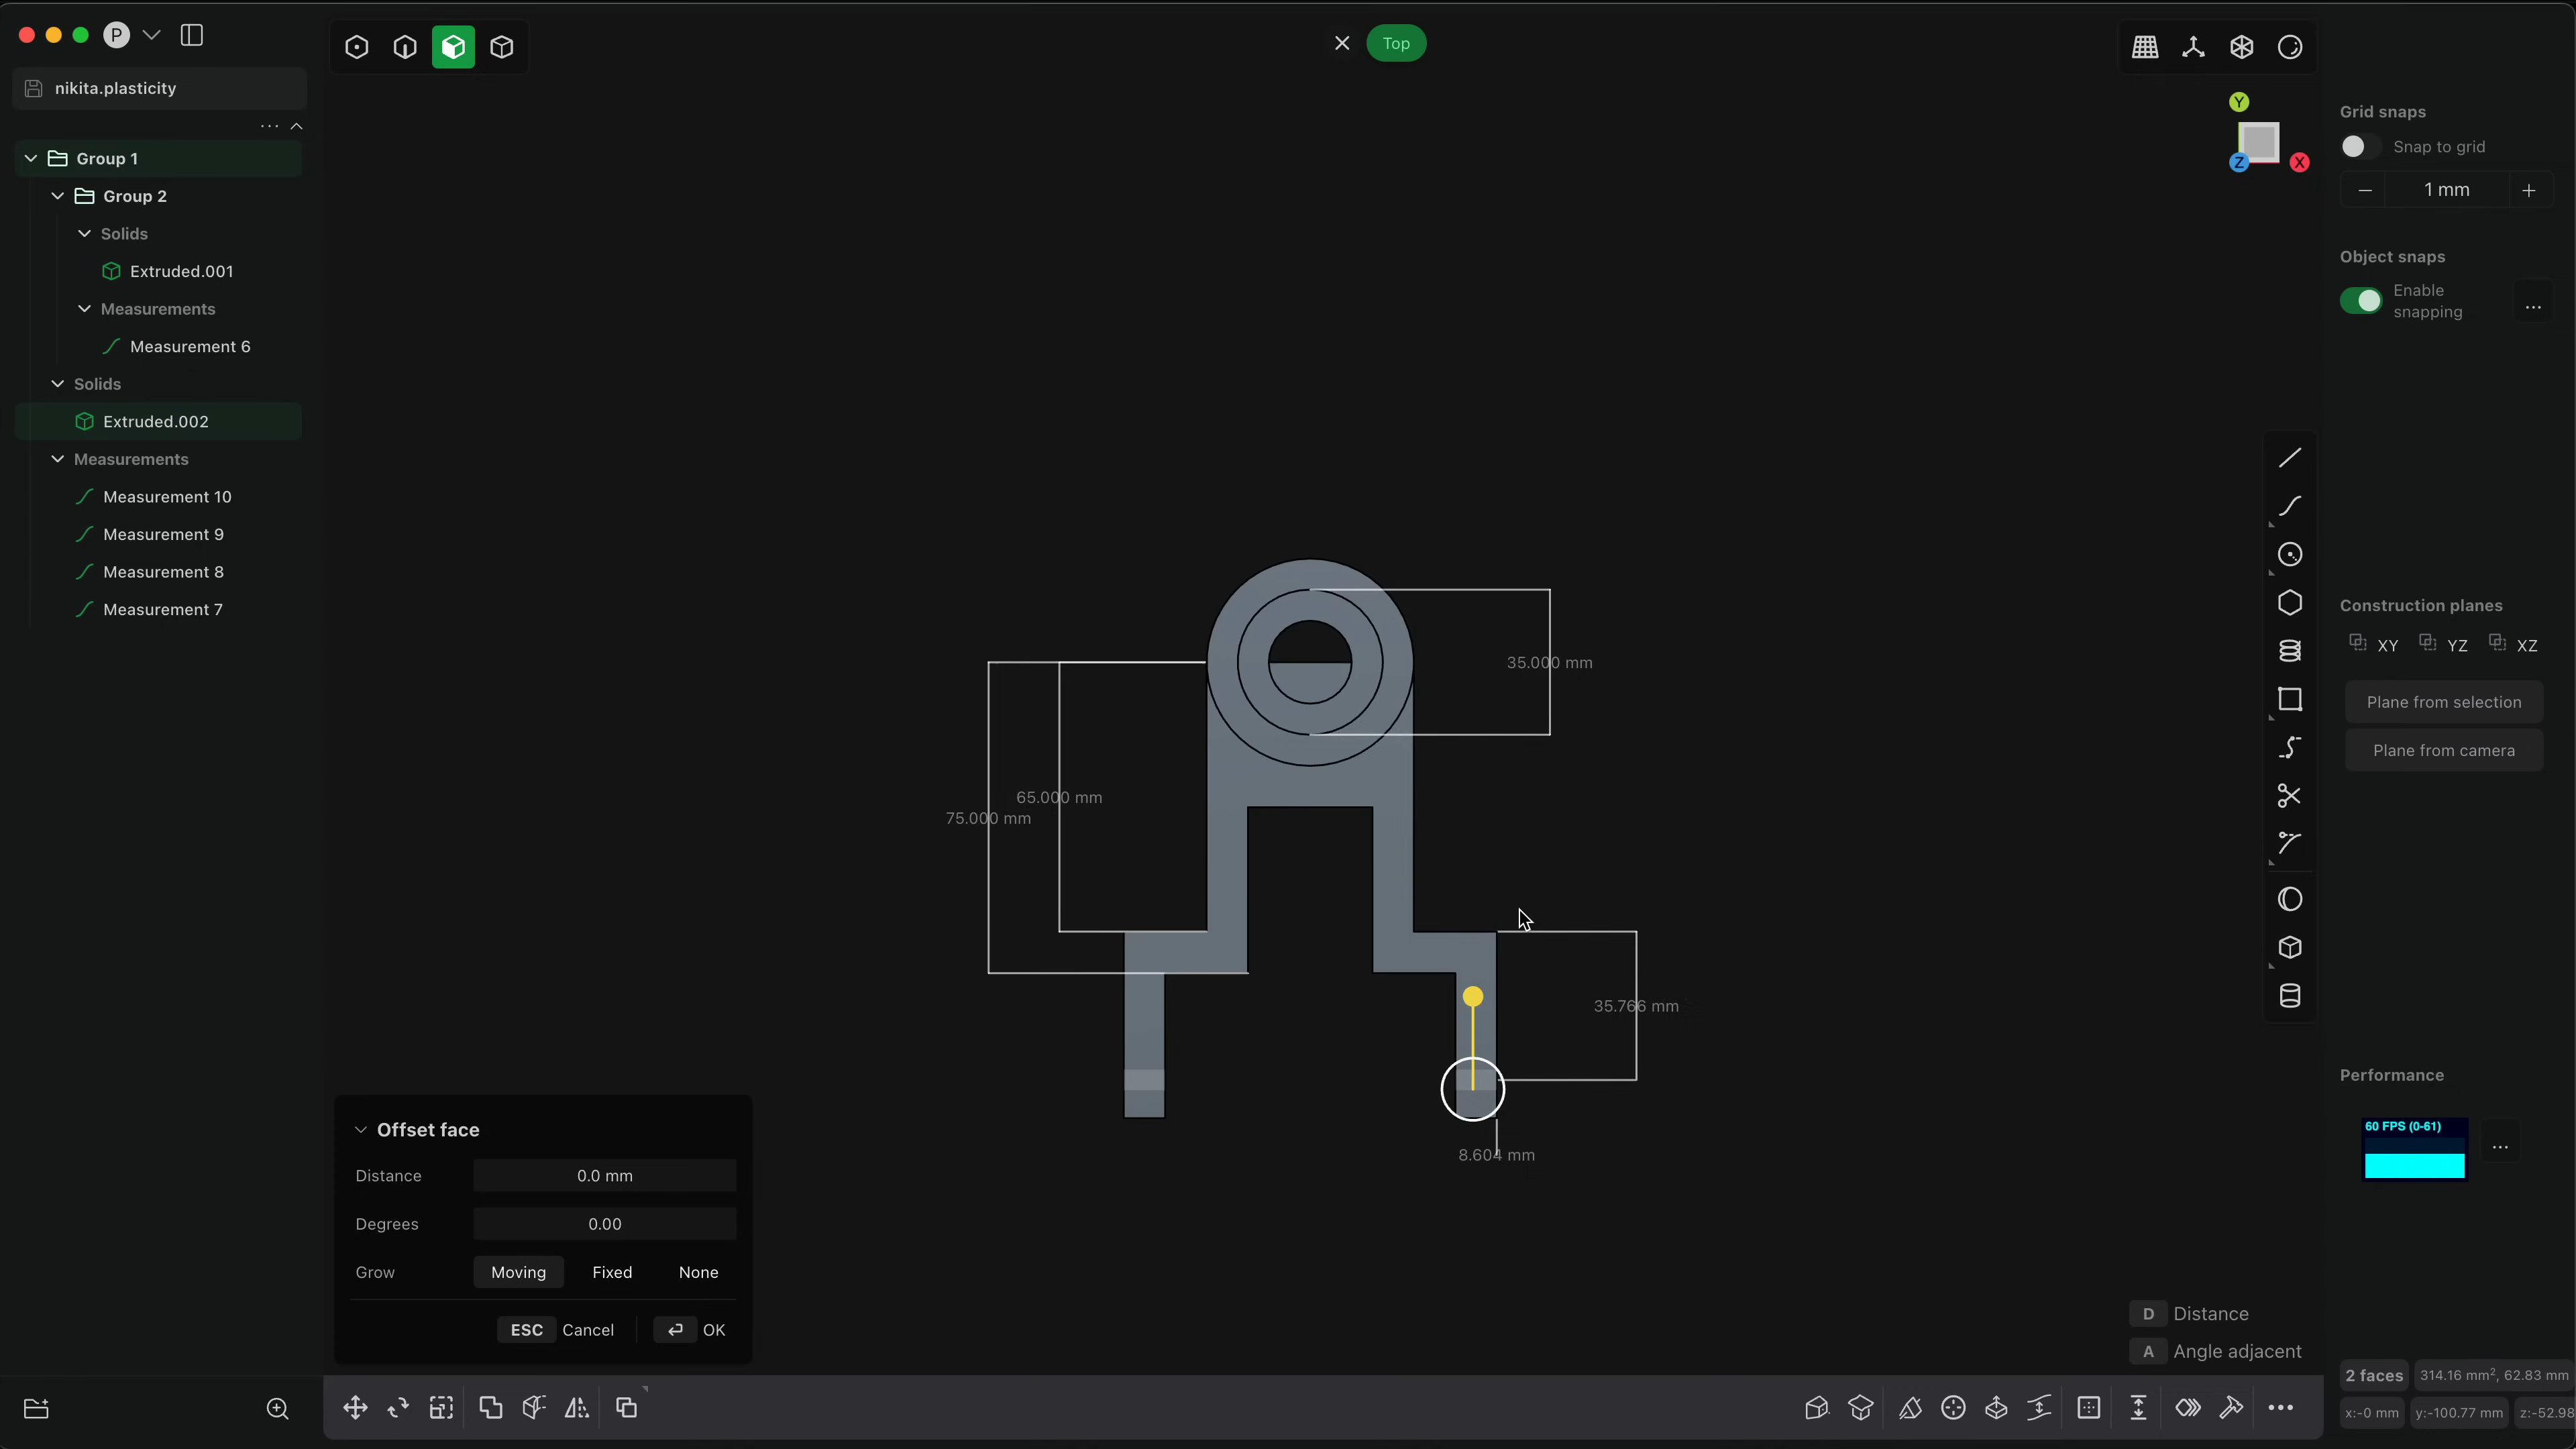 P
nikita.plasticity
Group 1
Group 2
Solids
Extruded.001
Measurements
Measurement 6
Solids
Extruded.002
Measurements
Measurement 10
Measurement 9
Measurement 8
Measurement 7
Top
Y
Z
X
35.000 mm
65.000 mm
75.000 mm
35.766 mm
8.604 mm
Offset face
Distance 0.0 mm
Degrees 0.00
Grow Moving Fixed None
ESC Cancel OK
D Distance
A Angle adjacent
Grid snaps
Snap to grid
1 mm
Object snaps
Enable snapping
Construction planes
XY YZ XZ
Plane from selection
Plane from camera
Performance
60 FPS (0-61)
2 faces 314.16 mm², 62.83 mm
x:-0 mm y:-100.77 mm z:-52.98